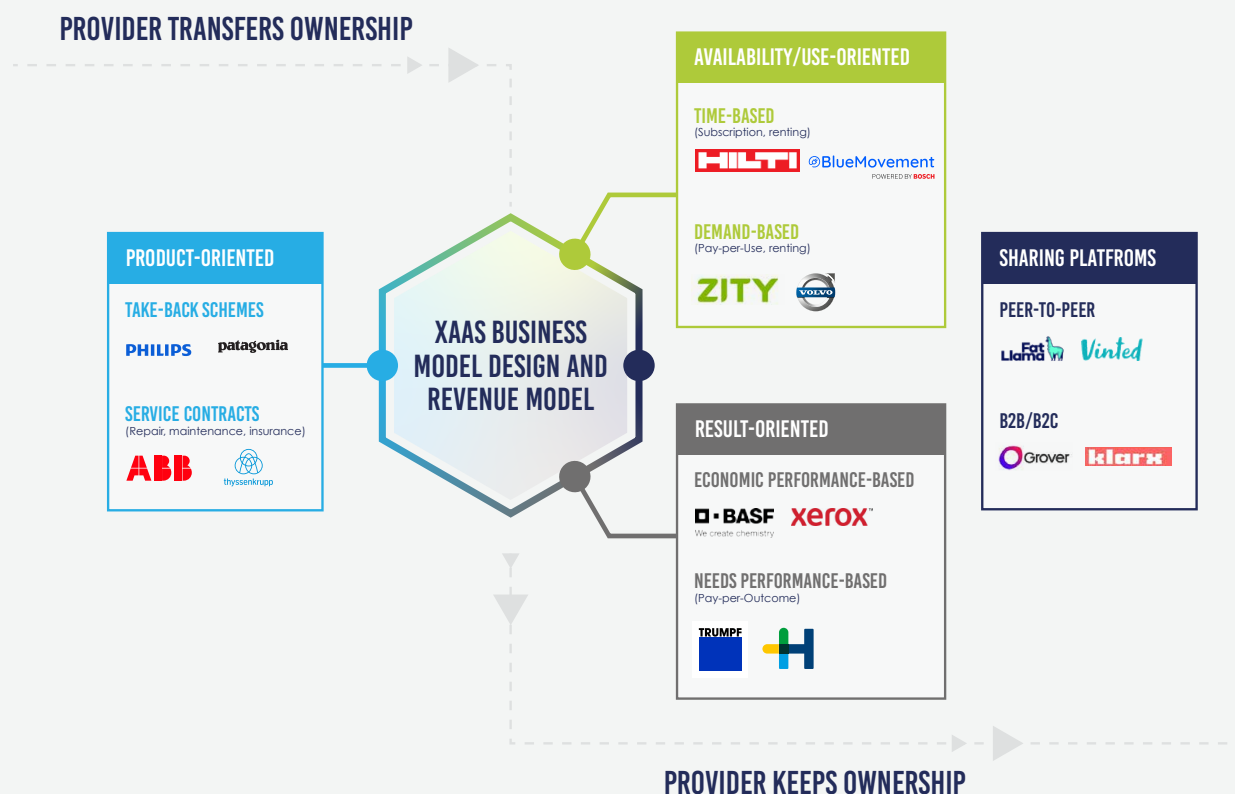 PROVIDER TRANSFERS OWNERSHIP
PRODUCT-ORIENTED
TAKE-BACK SCHEMES
PHILIPS patagonia
SERVICE CONTRACTS
(Repair, maintenance, insurance)
ABB thyssenkrupp
XAAS BUSINESS
MODEL DESIGN AND
REVENUE MODEL
AVAILABILITY/USE-ORIENTED
TIME-BASED
(Subscription, renting)
HILTI BlueMovement
POWERED BY BOSCH
DEMAND-BASED
(Pay-per-Use, renting)
ZITY VOLVO
RESULT-ORIENTED
ECONOMIC PERFORMANCE-BASED
BASF xerox™
We create chemistry
NEEDS PERFORMANCE-BASED
(Pay-per-Outcome)
TRUMPF
SHARING PLATFROMS
PEER-TO-PEER
Fat
Llama Vinted
B2B/B2C
Grover klarx
PROVIDER KEEPS OWNERSHIP